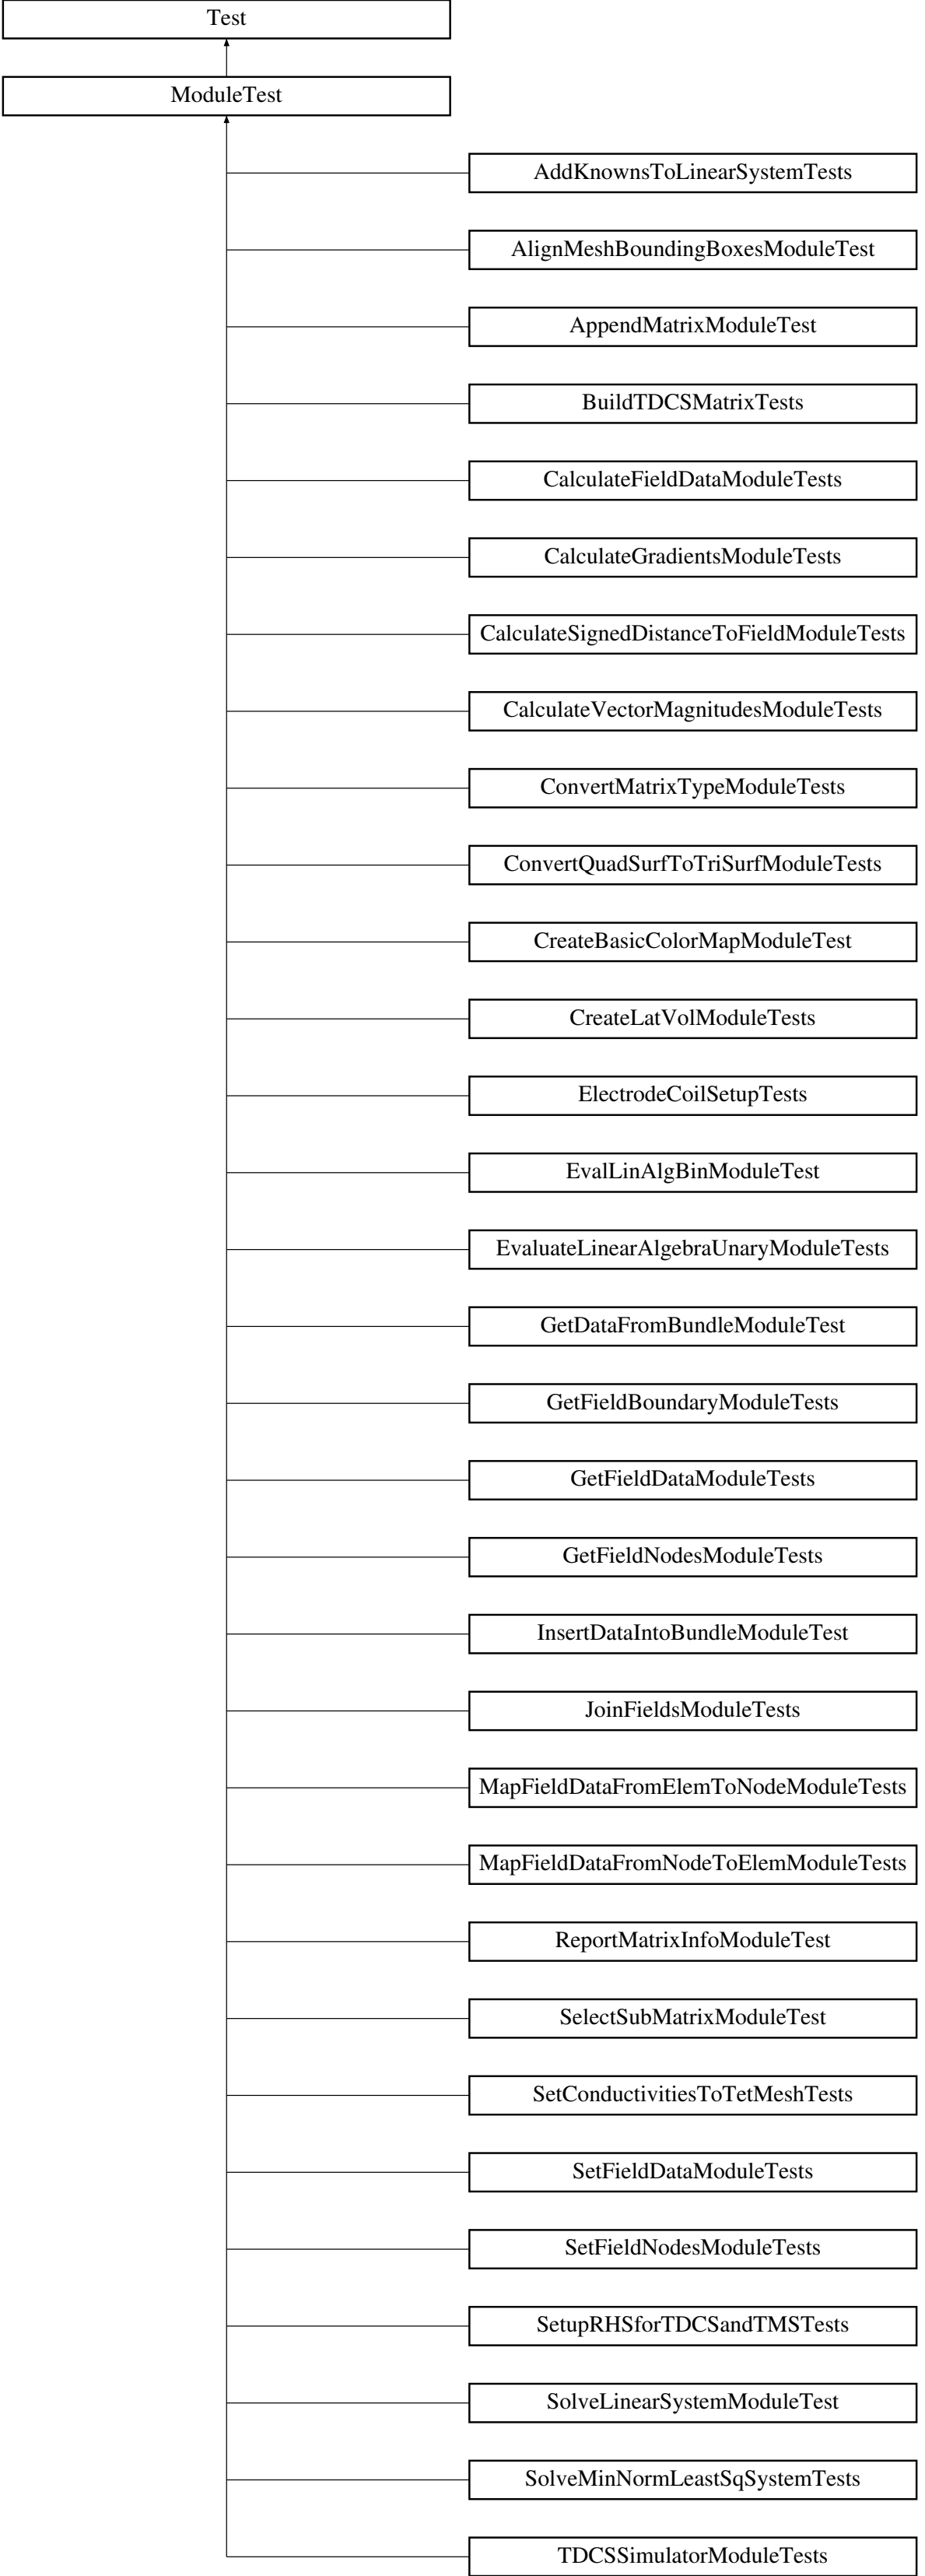 Test
ModuleTest
AddKnownsToLinearSystemTests
AlignMeshBoundingBoxesModuleTest
AppendMatrixModuleTest
BuildTDCSMatrixTests
CalculateFieldDataModuleTests
CalculateGradientsModuleTests
CalculateSignedDistanceToFieldModuleTests
CalculateVectorMagnitudesModuleTests
ConvertMatrixTypeModuleTests
ConvertQuadSurfToTriSurfModuleTests
CreateBasicColorMapModuleTest
CreateLatVolModuleTests
ElectrodeCoilSetupTests
EvalLinAlgBinModuleTest
EvaluateLinearAlgebraUnaryModuleTests
GetDataFromBundleModuleTest
GetFieldBoundaryModuleTests
GetFieldDataModuleTests
GetFieldNodesModuleTests
InsertDataIntoBundleModuleTest
JoinFieldsModuleTests
MapFieldDataFromElemToNodeModuleTests
MapFieldDataFromNodeToElemModuleTests
ReportMatrixInfoModuleTest
SelectSubMatrixModuleTest
SetConductivitiesToTetMeshTests
SetFieldDataModuleTests
SetFieldNodesModuleTests
SetupRHSforTDCSandTMSTests
SolveLinearSystemModuleTest
SolveMinNormLeastSqSystemTests
TDCSSimulatorModuleTests